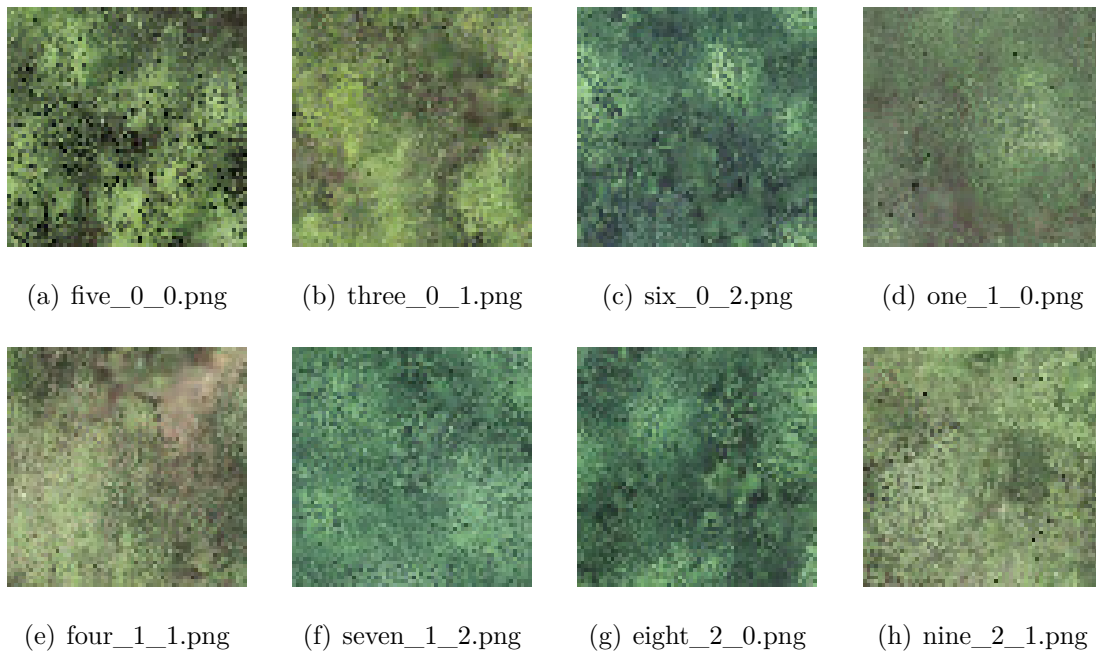 (a) five_0_0.png
(b) three_0_1.png
(c) six_0_2.png
(d) one_1_0.png
(e) four_1_1.png
(f) seven_1_2.png
(g) eight_2_0.png
(h) nine_2_1.png